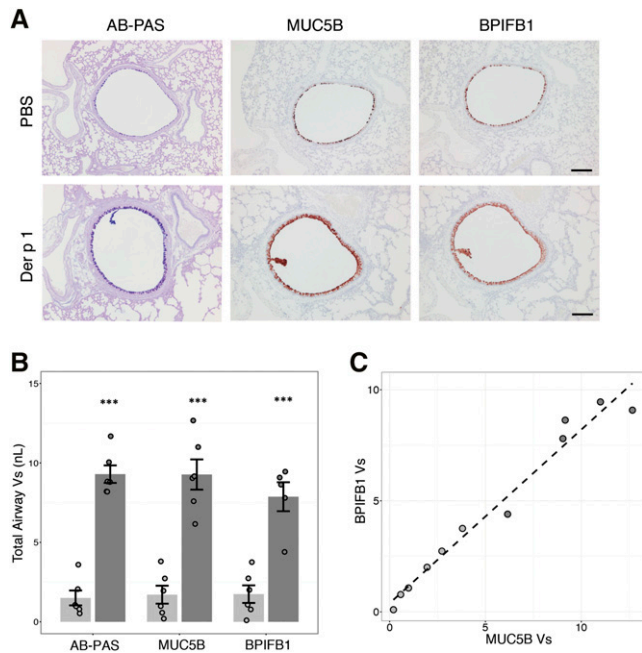 A
AB-PAS MUC5B BPIFB1
PBS
Der p 1
B
Total Airway Vs (nL)
15
10
5
0
*** *** ***
AB-PAS MUC5B BPIFB1
C
BPIFB1 Vs
10
5
0
0 5 10
MUC5B Vs